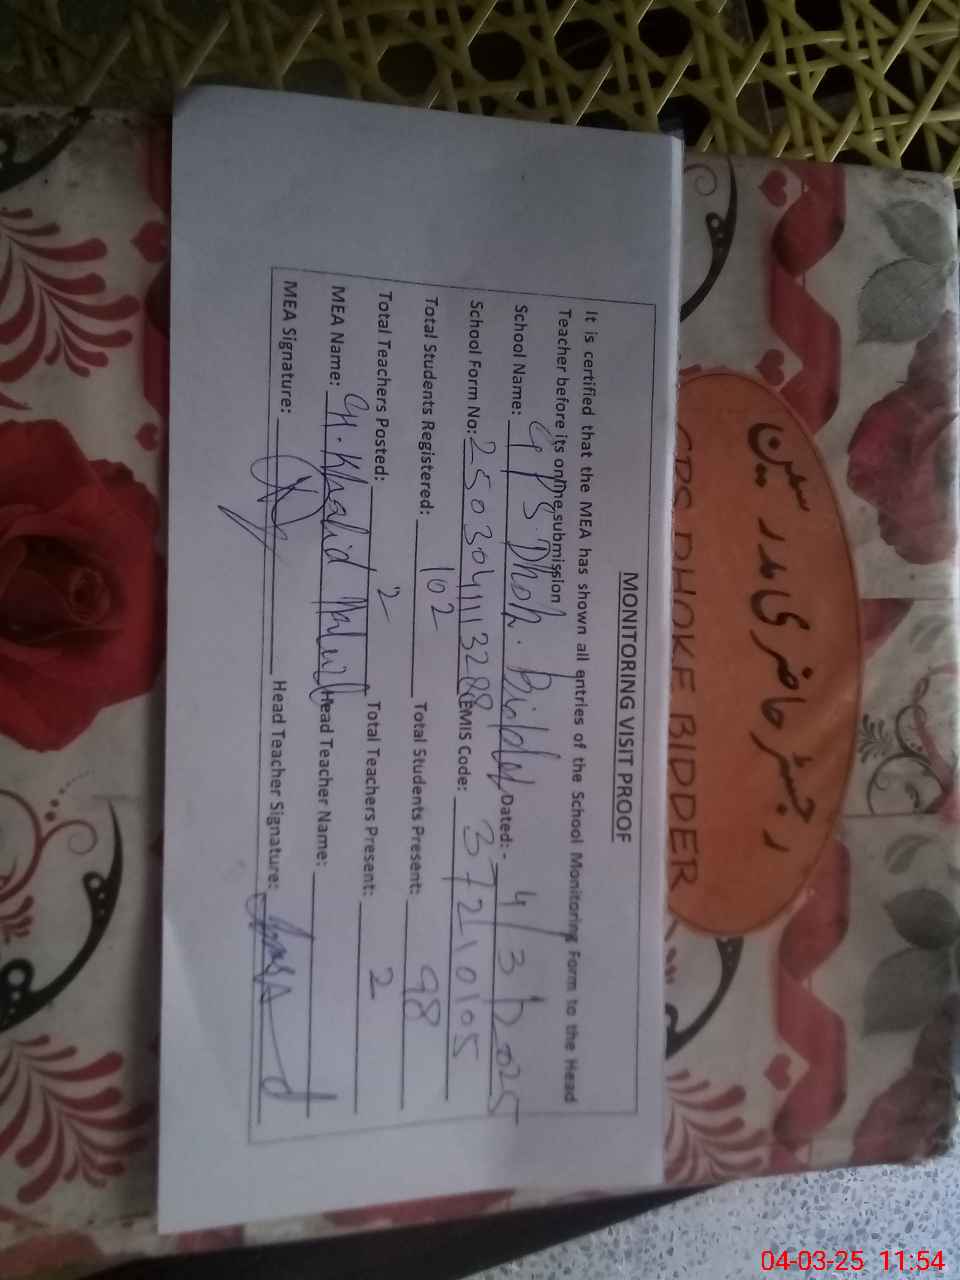 رجسٹر حاضری مدرسین
GPS DHOKE BIDDER
MONITORING VISIT PROOF
It is certified that the MEA has shown all entries of the School Monitoring Form to the Head
Teacher before its online submission
School Name: GPS. Dhok. Bidder Dated:- 4/3/2025
School Form No: EMIS Code: 37210105
Total Students Registered: 102 Total Students Present: 98
Total Teachers Posted: 2 Total Teachers Present: 2
MEA Name: Khalid Head Teacher Name:
MEA Signature: Head Teacher Signature:
04-03-25 11:54